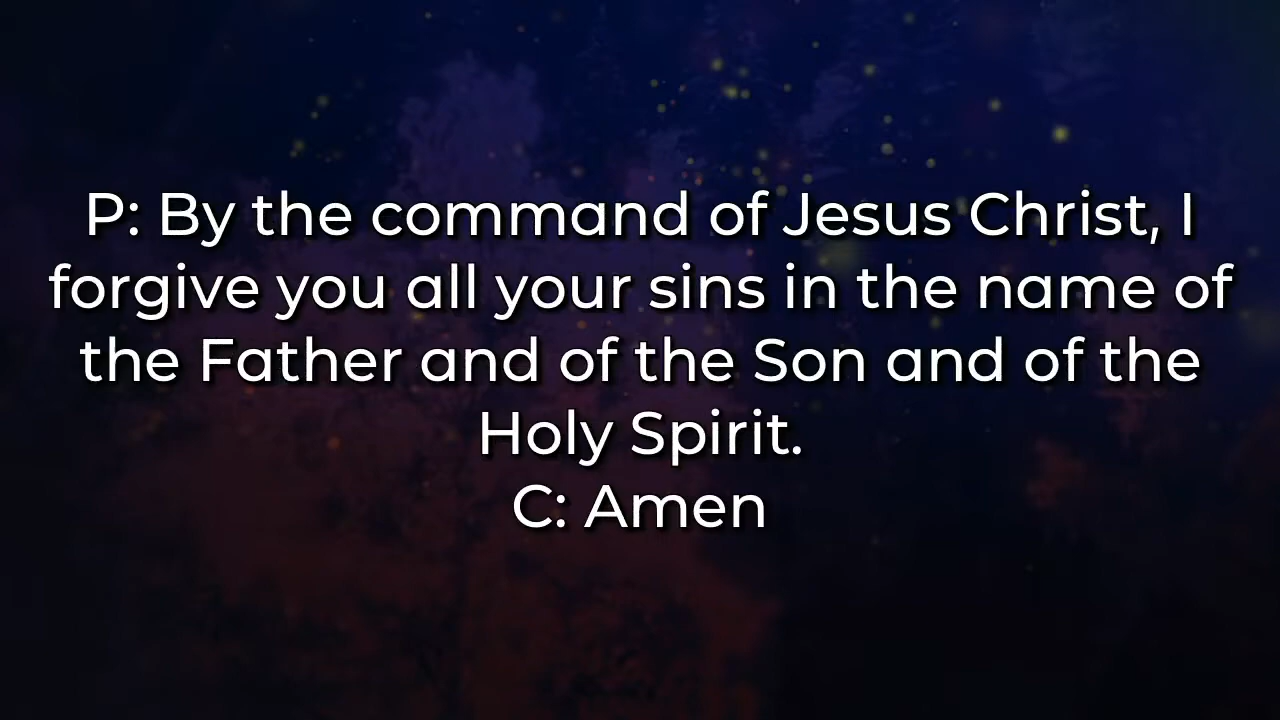 P: By the command of Jesus Christ, I
forgive you all your sins in the name of
the Father and of the Son and of the
Holy Spirit.
C: Amen